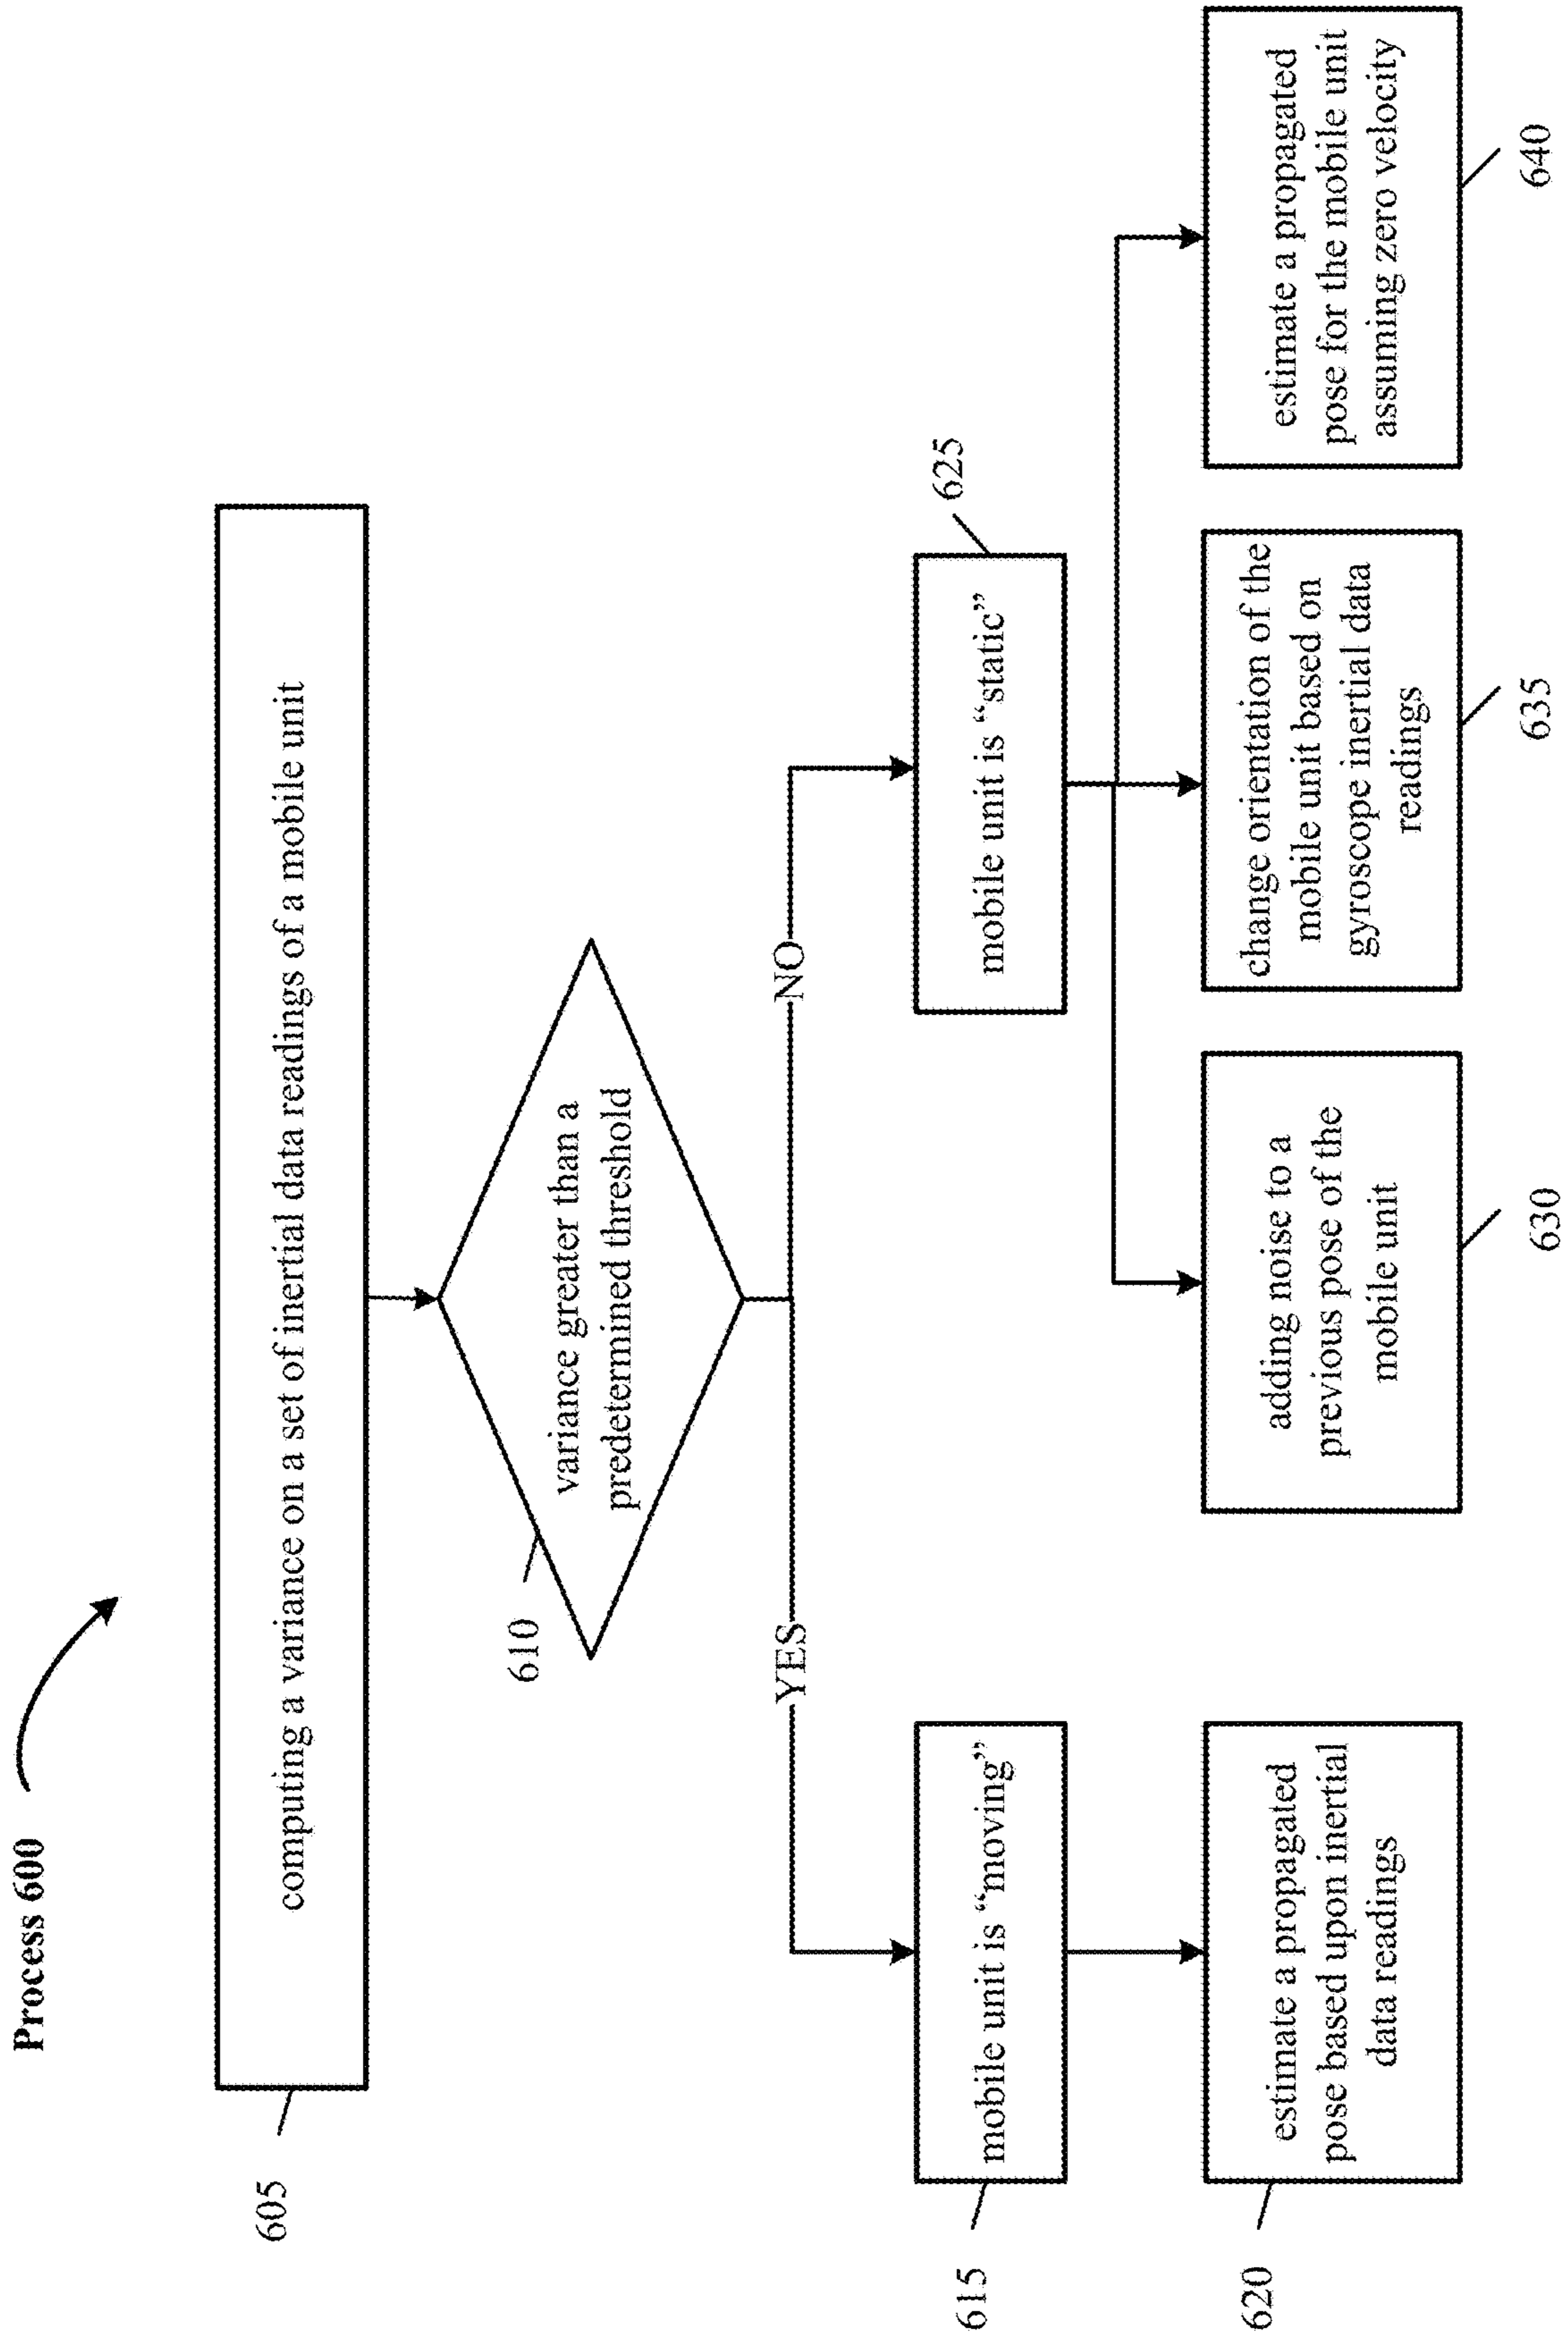 Process 600
605
computing a variance on a set of inertial data readings of a mobile unit
610
variance greater than a
predetermined threshold
YES
NO
615
mobile unit is “moving”
mobile unit is “static”
625
620
estimate a propagated
pose based upon inertial
data readings
adding noise to a
previous pose of the
mobile unit
630
change orientation of the
mobile unit based on
gyroscope inertial data
readings
635
estimate a propagated
pose for the mobile unit
assuming zero velocity
640